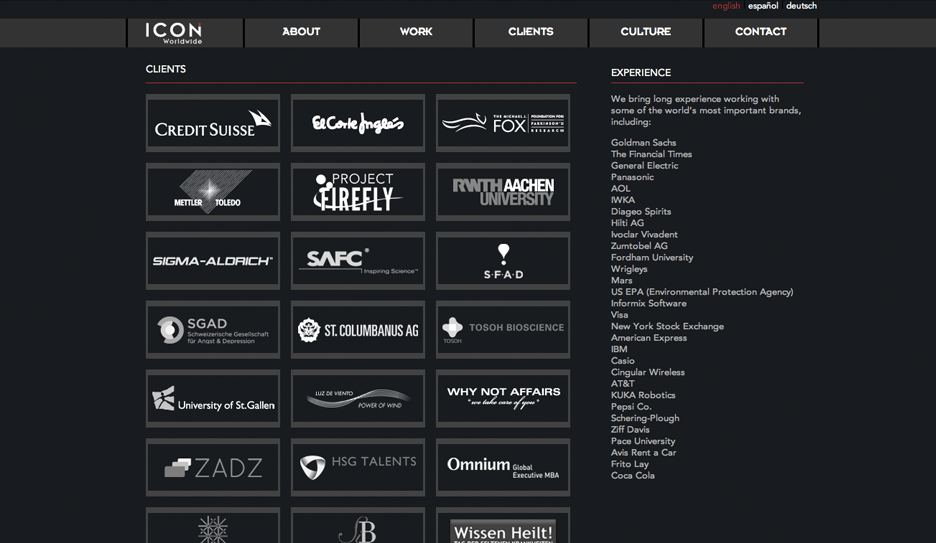 english | español | deutsch
ICON
Worldwide
ABOUT
WORK
CLIENTS
CULTURE
CONTACT
CLIENTS
CREDIT SUISSE
El Corte Inglés
THE MICHAEL J.
FOX
FOUNDATION FOR
PARKINSON'S
RESEARCH
METTLER TOLEDO
PROJECT
FIREFLY
RWTH AACHEN
UNIVERSITY
SIGMA-ALDRICH™
SAFC®
Inspiring Science™
S·F·A·D
SGAD
Schweizerische Gesellschaft
für Angst & Depression
ST. COLUMBANUS AG
TOSOH
TOSOH BIOSCIENCE
University of St.Gallen
LUZ DE VIENTO
POWER OF WIND
WHY NOT AFFAIRS
"we take care of you"
ZADZ
HSG TALENTS
Omnium Global
Executive MBA
B
Wissen Heilt!
TAG DER SELTENEN KRANKHEITEN
EXPERIENCE
We bring long experience working with
some of the world's most important brands,
including:
Goldman Sachs
The Financial Times
General Electric
Panasonic
AOL
IWKA
Diageo Spirits
Hilti AG
Ivoclar Vivadent
Zumtobel AG
Fordham University
Wrigleys
Mars
US EPA (Environmental Protection Agency)
Informix Software
Visa
New York Stock Exchange
American Express
IBM
Casio
Cingular Wireless
AT&T
KUKA Robotics
Pepsi Co.
Schering-Plough
Ziff Davis
Pace University
Avis Rent a Car
Frito Lay
Coca Cola